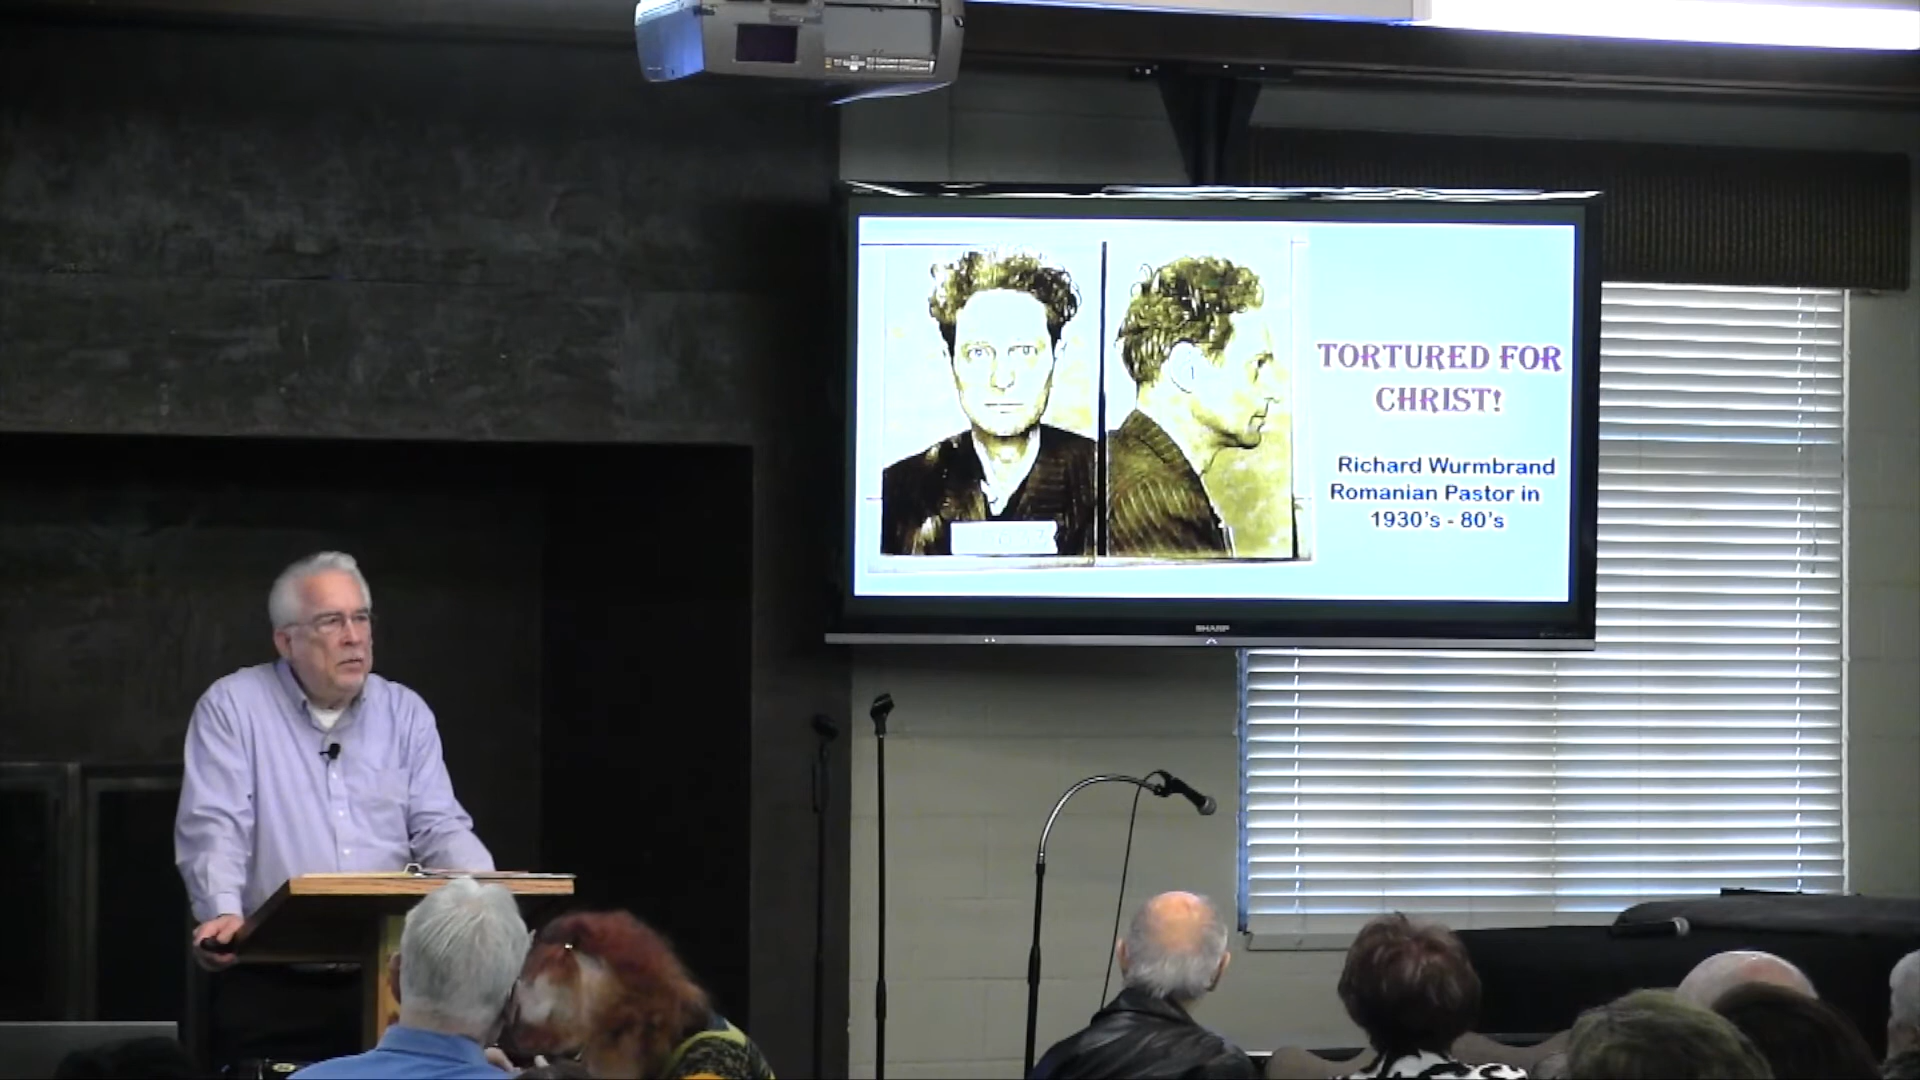 TORTURED FOR
CHRIST!
Richard Wurmbrand
Romanian Pastor in
1930's - 80's
SHARP